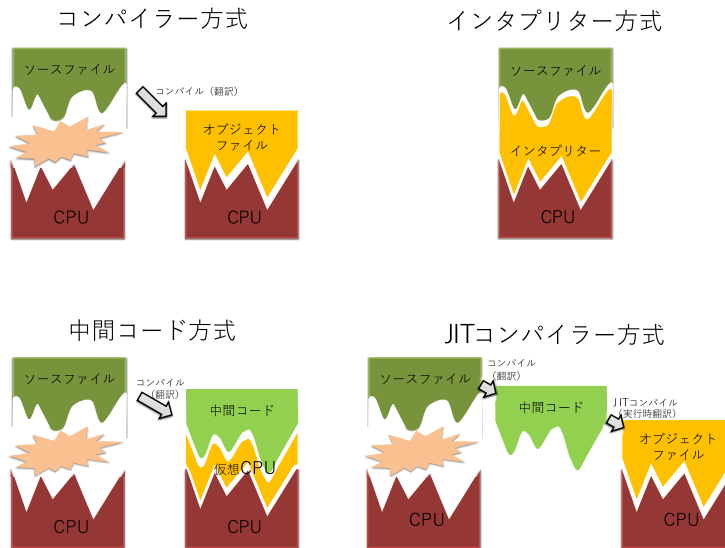 コンパイラー方式
インタプリター方式
ソースファイル
コンパイル（翻訳）
オブジェクト
ファイル
CPU
CPU
ソースファイル
インタプリター
CPU
中間コード方式
JITコンパイラー方式
ソースファイル
コンパイル
（翻訳）
中間コード
仮想CPU
CPU
CPU
ソースファイル
コンパイル
（翻訳）
中間コード
JITコンパイル
（実行時翻訳）
オブジェクト
ファイル
CPU
CPU